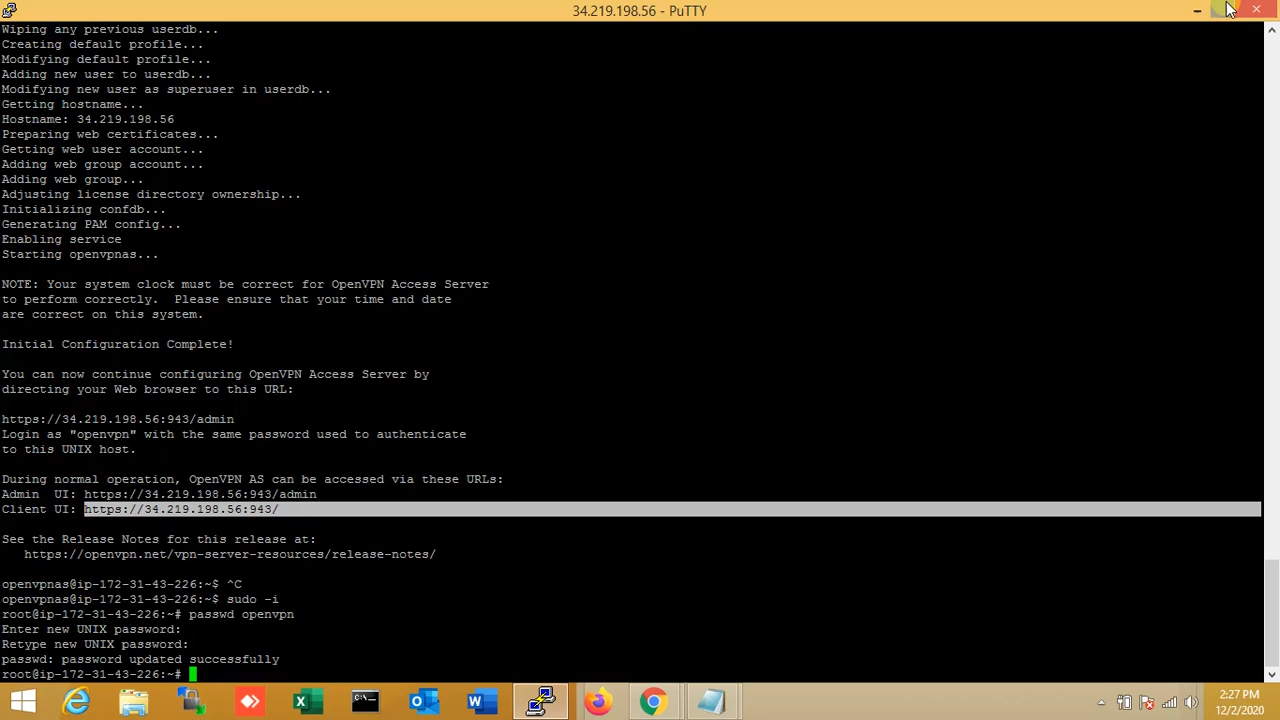 34.219.198.56 - PuTTY
Wiping any previous userdb...
Creating default profile...
Modifying default profile...
Adding new user to userdb...
Modifying new user as superuser in userdb...
Getting hostname...
Hostname: 34.219.198.56
Preparing web certificates...
Getting web user account...
Adding web group account...
Adding web group...
Adjusting license directory ownership...
Initializing confdb...
Generating PAM config...
Enabling service
Starting openvpnas...
NOTE: Your system clock must be correct for OpenVPN Access Server
to perform correctly.  Please ensure that your time and date
are correct on this system.
Initial Configuration Complete!
You can now continue configuring OpenVPN Access Server by
directing your Web browser to this URL:
https://34.219.198.56:943/admin
Login as "openvpn" with the same password used to authenticate
to this UNIX host.
During normal operation, OpenVPN AS can be accessed via these URLs:
Admin  UI: https://34.219.198.56:943/admin
Client UI: https://34.219.198.56:943/
See the Release Notes for this release at:
   https://openvpn.net/vpn-server-resources/release-notes/
openvpnas@ip-172-31-43-226:~$ ^C
openvpnas@ip-172-31-43-226:~$ sudo -i
root@ip-172-31-43-226:~# passwd openvpn
Enter new UNIX password:
Retype new UNIX password:
passwd: password updated successfully
root@ip-172-31-43-226:~#
2:27 PM
12/2/2020